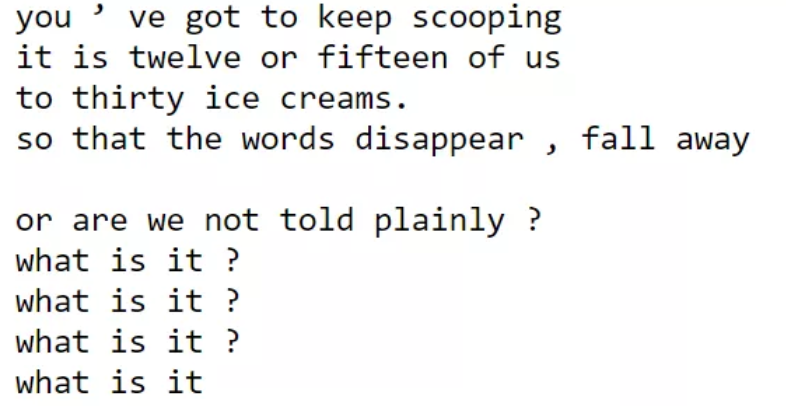 you ’ ve got to keep scooping
it is twelve or fifteen of us
to thirty ice creams.
so that the words disappear , fall away

or are we not told plainly ?
what is it ?
what is it ?
what is it ?
what is it